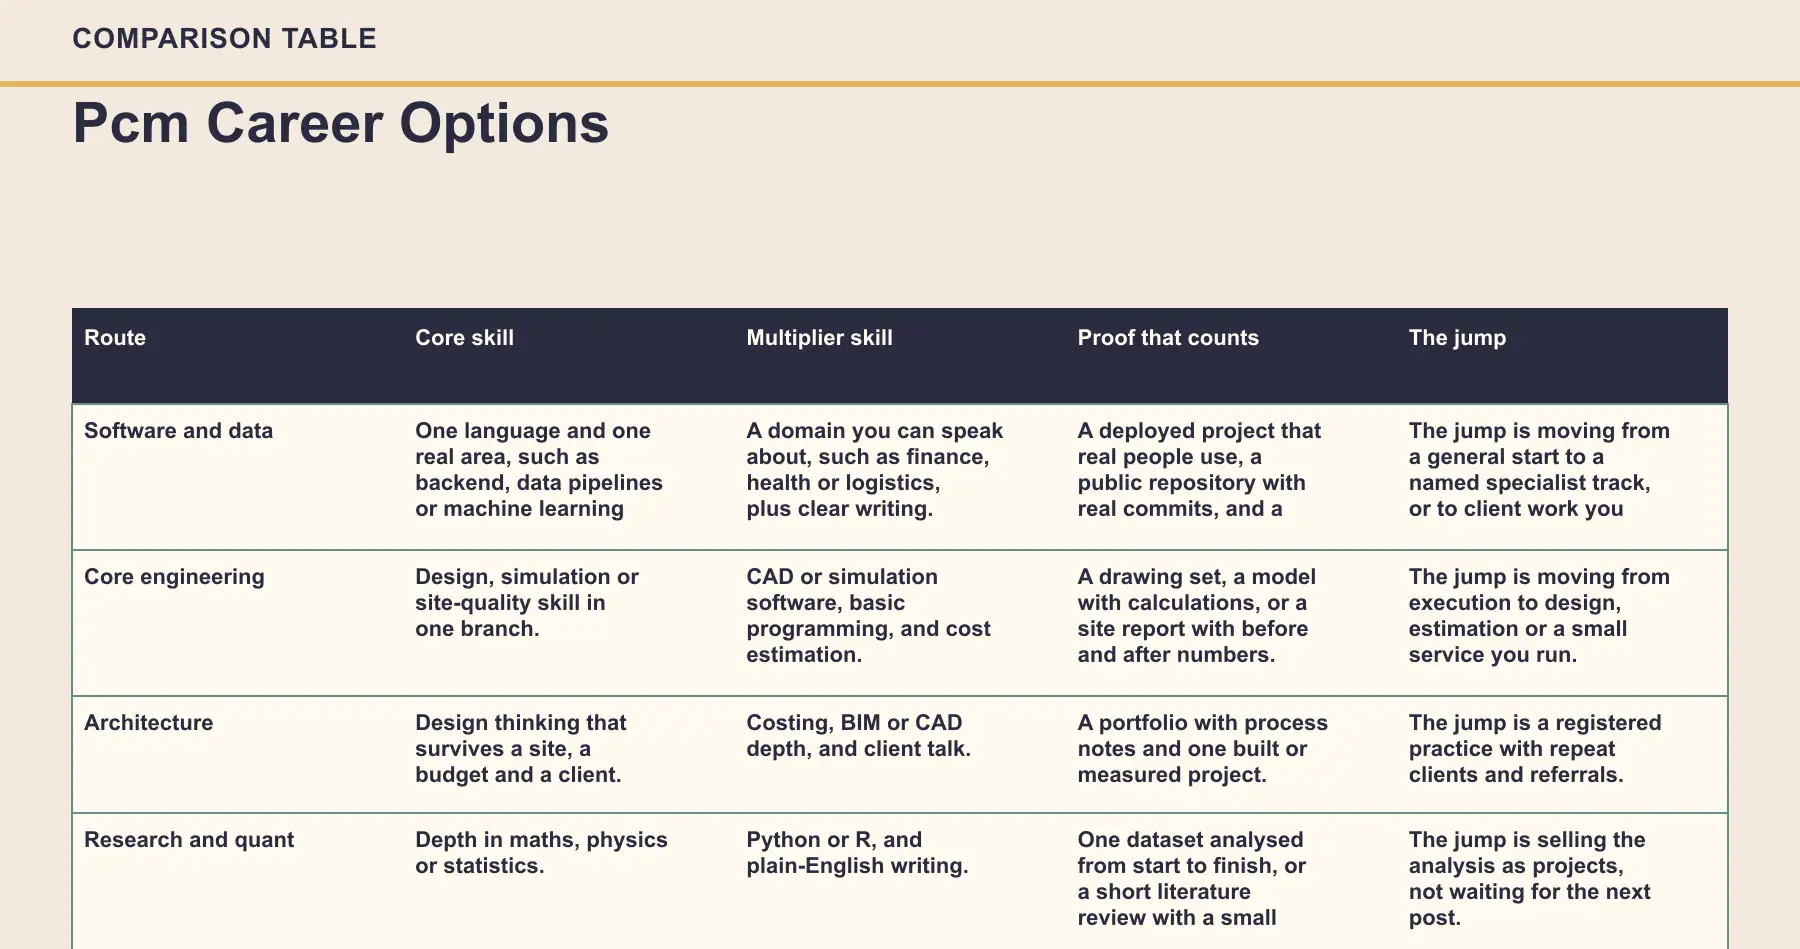 COMPARISON TABLE
Pcm Career Options
Route
Core skill
Multiplier skill
Proof that counts
The jump
Software and data
One language and one
real area, such as
backend, data pipelines
or machine learning
A domain you can speak
about, such as finance,
health or logistics,
plus clear writing.
A deployed project that
real people use, a
public repository with
real commits, and a
The jump is moving from
a general start to a
named specialist track,
or to client work you
Core engineering
Design, simulation or
site-quality skill in
one branch.
CAD or simulation
software, basic
programming, and cost
estimation.
A drawing set, a model
with calculations, or a
site report with before
and after numbers.
The jump is moving from
execution to design,
estimation or a small
service you run.
Architecture
Design thinking that
survives a site, a
budget and a client.
Costing, BIM or CAD
depth, and client talk.
A portfolio with process
notes and one built or
measured project.
The jump is a registered
practice with repeat
clients and referrals.
Research and quant
Depth in maths, physics
or statistics.
Python or R, and
plain-English writing.
One dataset analysed
from start to finish, or
a short literature
review with a small
The jump is selling the
analysis as projects,
not waiting for the next
post.